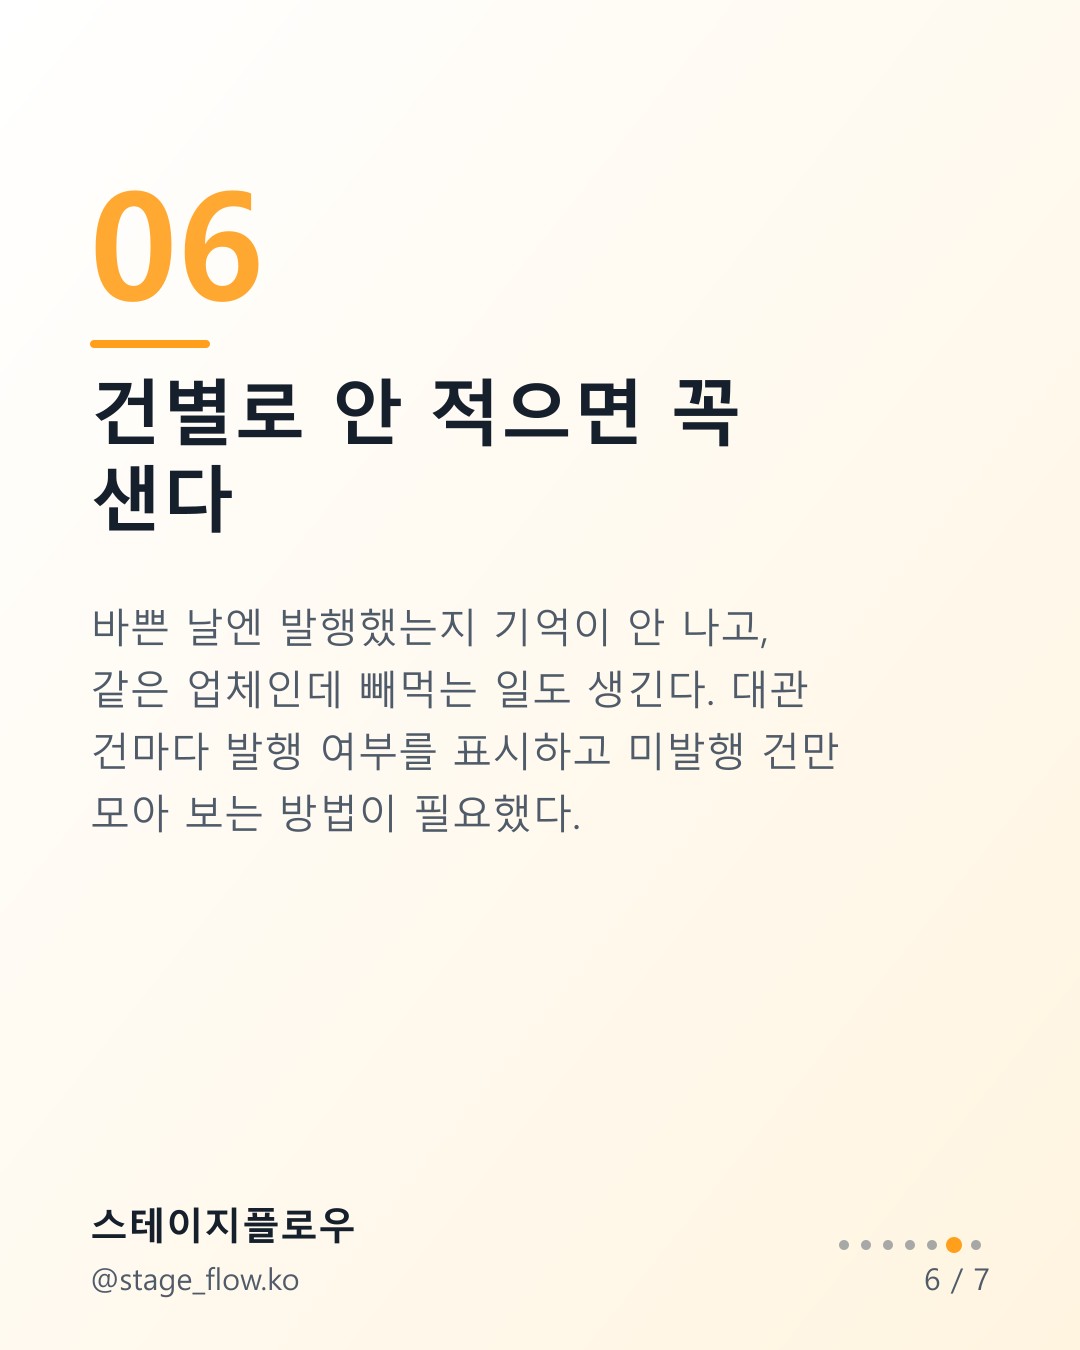 06
건별로 안 적으면 꼭
샌다
바쁜 날엔 발행했는지 기억이 안 나고,
같은 업체인데 빼먹는 일도 생긴다. 대관
건마다 발행 여부를 표시하고 미발행 건만
모아 보는 방법이 필요했다.
스테이지플로우
@stage_flow.ko
6 / 7